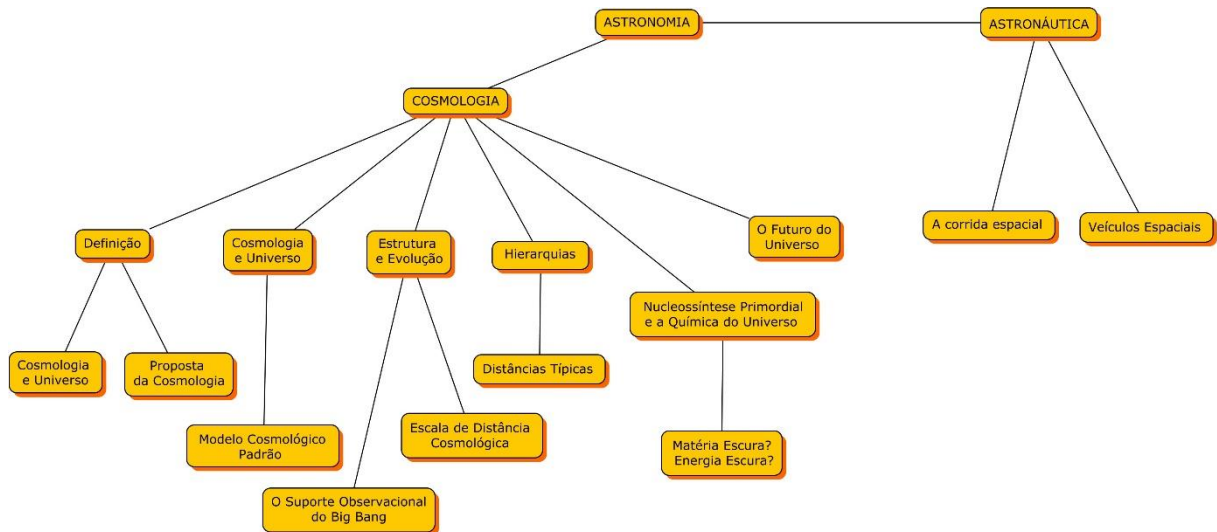 ASTRONOMIA
ASTRONÁUTICA
COSMOLOGIA
Definição
Cosmologia
e Universo
Estrutura
e Evolução
Hierarquias
O Futuro do
Universo
A corrida espacial
Veículos Espaciais
Nucleossíntese Primordial
e a Química do Universo
Cosmologia
e Universo
Proposta
da Cosmologia
Distâncias Típicas
Modelo Cosmológico
Padrão
Escala de Distância
Cosmológica
Matéria Escura?
Energia Escura?
O Suporte Observacional
do Big Bang